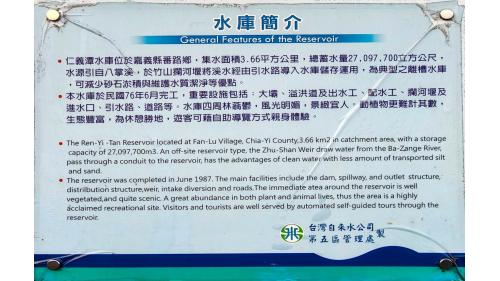 水庫簡介
General Features of the Reservoir
• 仁義潭水庫位於嘉義縣番路鄉，集水面積3.66平方公里，總蓄水量27,097,700立方公尺，
水源引自八掌溪，於竹山攔河堰將溪水經由引水路導入水庫儲存運用，為典型之離槽水庫
，可減少砂石淤積與維護水質潔淨等優點。
• 本水庫於民國76年6月完工，重要設施包括：大壩、溢洪道及出水工、配水工、攔河堰及
進水口、引水路、道路等。水庫四周林蓊鬱，風光明媚，景緻宜人，動植物更難計其數，
生態豐富，為休憩勝地，遊客可藉自助導覽方式親身體驗。
• The Ren-Yi -Tan Reservoir located at Fan-Lu Village, Chia-Yi County,3.66 km2 in catchment area, with a storage
capacity of 27,097,700m3. An off-site reservoir type, the Zhu-Shan Weir draw water from the Ba-Zange River,
pass through a conduit to the reservoir, has the advantages of clean water with less amount of transported silt
and sand.
• The reservoir was completed in June 1987. The main facilities include the dam, spillway, and outlet structure,
distrilbution structure,weir, intake diversion and roads.The immediate area around the reservoir is well
vegetated,and quite scenic. A great abundance in both plant and animal lives, thus the area is a highly
acclaimed recreational site. Visitors and tourists are well served by automated self-guided tours through the
reservoir.
台灣自來水公司
第五區管理處 製